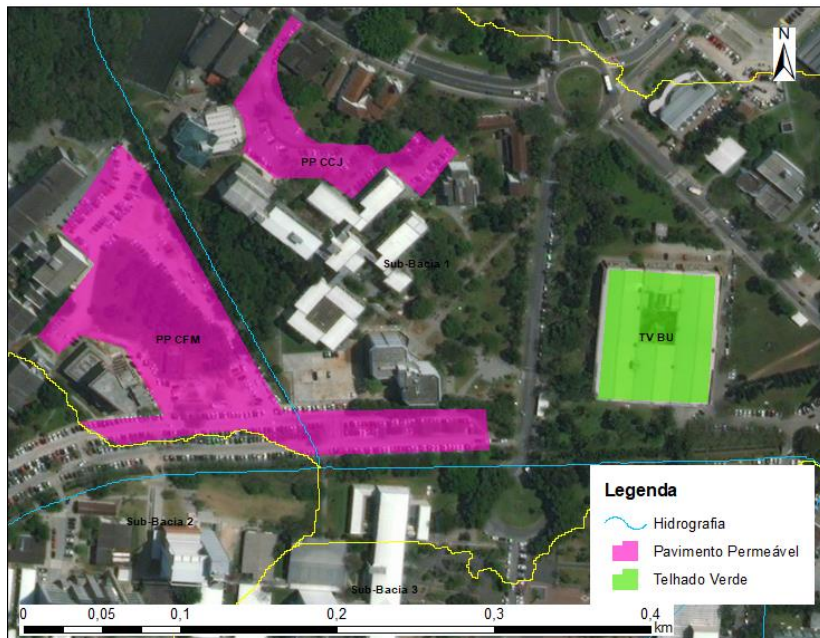 N
PP CCJ
Sub-Bacia 1
PP CFM
TV BU
Sub-Bacia 2
Sub-Bacia 3
Legenda
Hidrografia
Pavimento Permeável
Telhado Verde
0 0,05 0,1 0,2 0,3 0,4
km